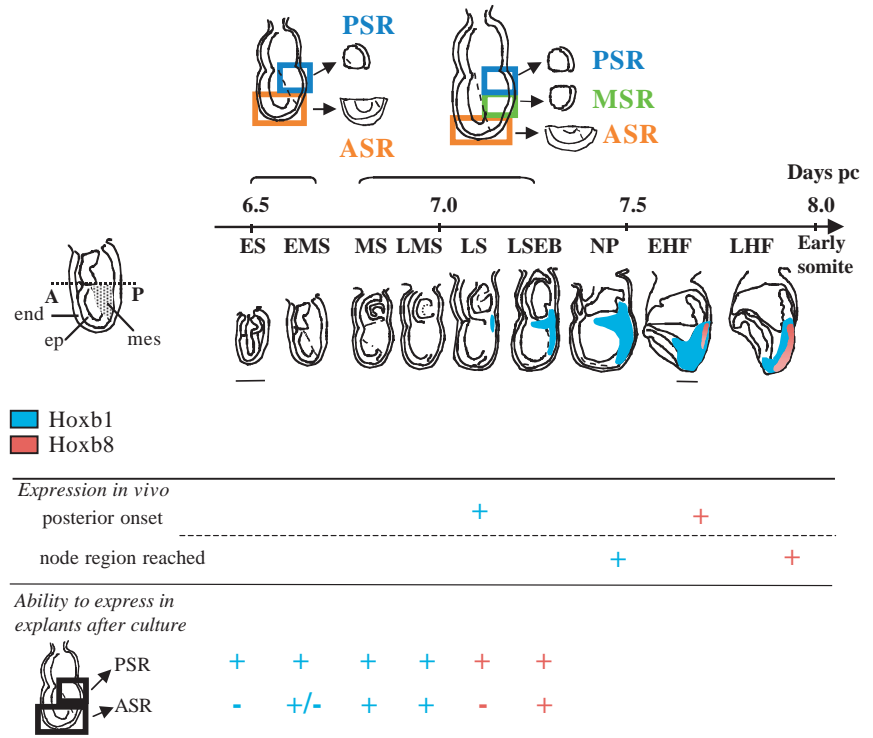 PSR
ASR
PSR
MSR
ASR
Days pc
6.5 7.0 7.5 8.0
ES EMS MS LMS LS LSEB NP EHF LHF Early somite
A P
end
ep mes
Hoxb1
Hoxb8
Expression in vivo
posterior onset + +
node region reached + +
Ability to express in
explants after culture
PSR + + + + + +
ASR - +/- + + - +